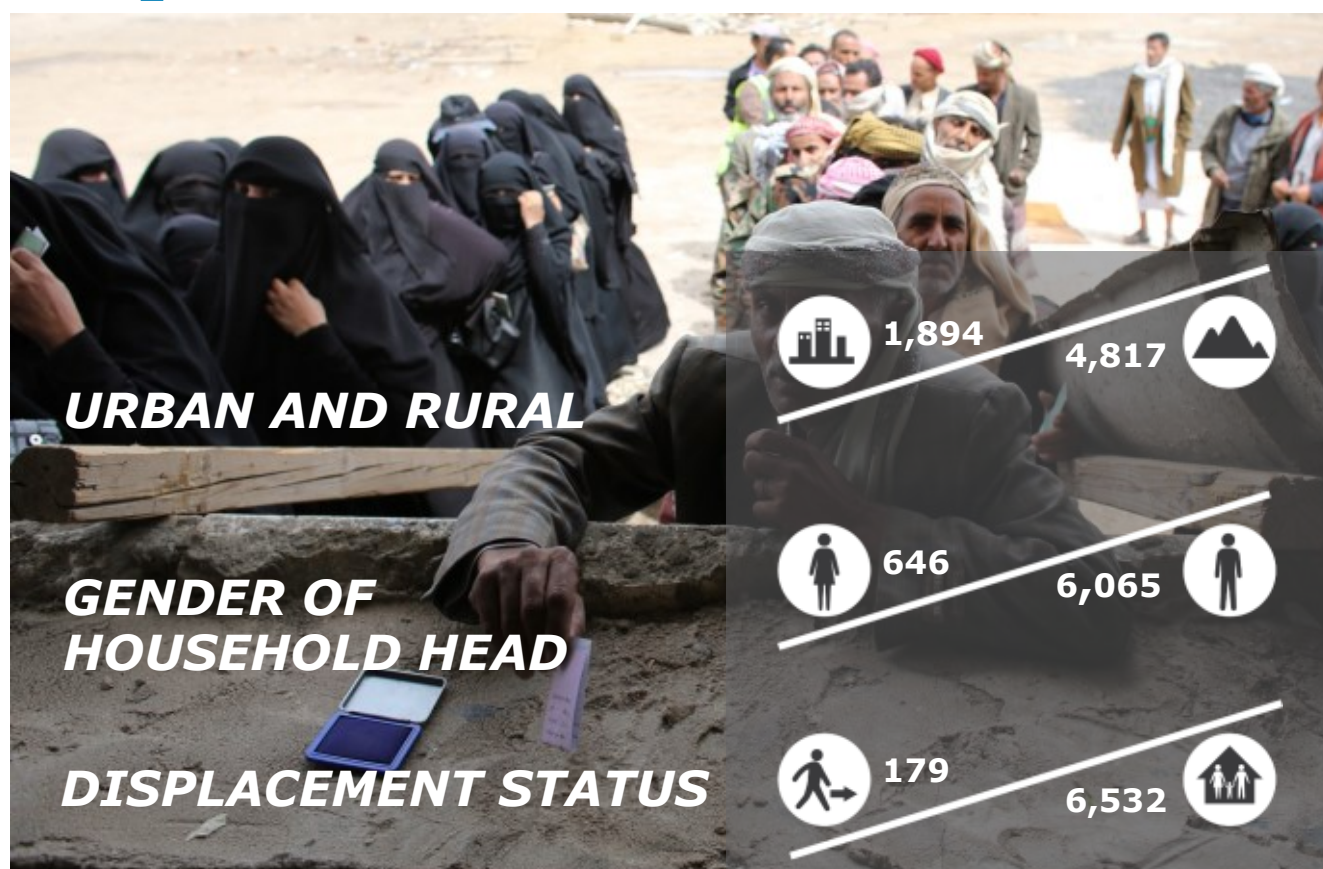 URBAN AND RURAL
1,894
4,817
GENDER OF
HOUSEHOLD HEAD
646
6,065
DISPLACEMENT STATUS
179
6,532